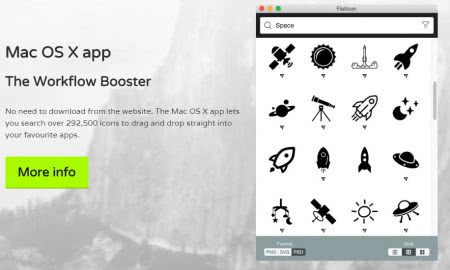 Mac OS X app
The Workflow Booster
No need to download from the website. The Mac OS X app lets
you search over 292,500 icons to drag and drop straight into
your favourite apps.
More info
Flaticon
Space
Format
PNG SVG PSD
Grid